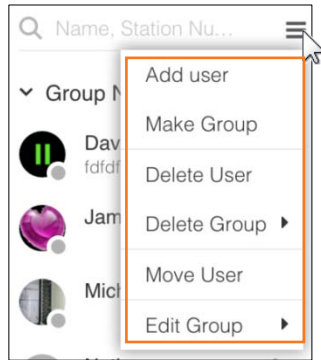 Name, Station Nu...
Group N
Add user
Make Group
Dav
fdfdf
Delete User
Jam
Delete Group
Move User
Mich
Edit Group